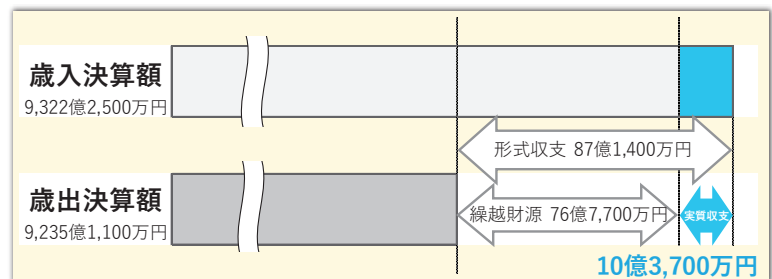 歳入決算額
9,322億2,500万円
形式収支 87億1,400万円
歳出決算額
9,235億1,100万円
繰越財源 76億7,700万円
実質収支
10億3,700万円